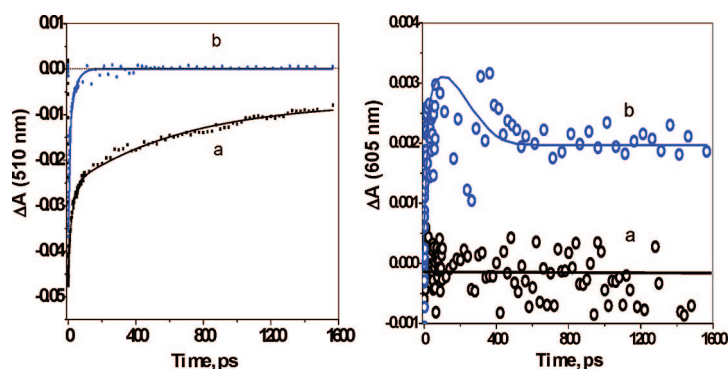 0.01
0.00
-0.01
-0.02
-0.03
-0.04
-0.05
ΔA (510 nm)
b
a
0 400 800 1200 1600
Time, ps
0.004
0.003
0.002
0.001
0.000
-0.001
ΔA (605 nm)
b
a
0 400 800 1200 1600
Time, ps